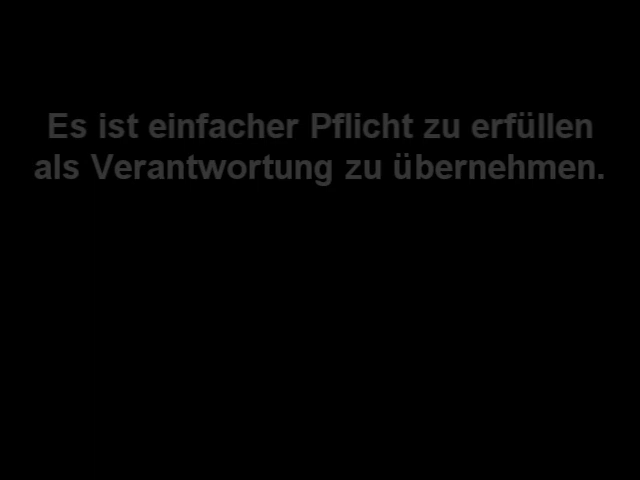 Es ist einfacher Pflicht zu erfüllen
als Verantwortung zu übernehmen.